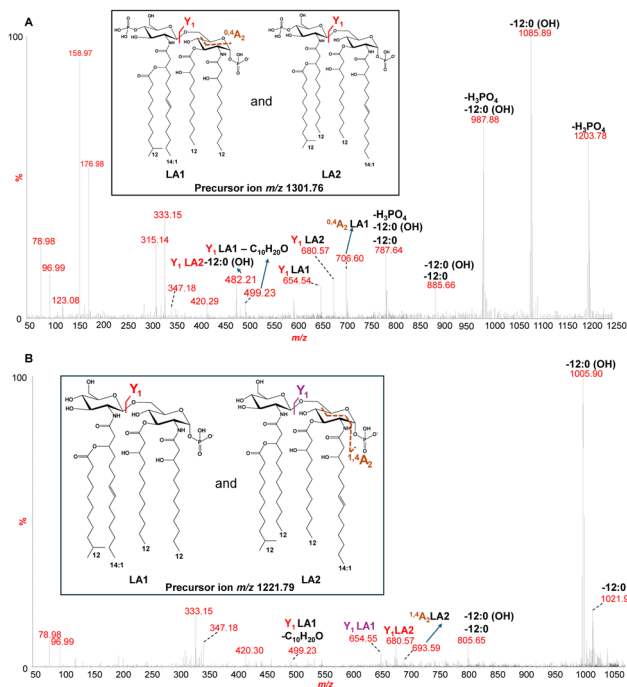 A
100
%
0
158.97
176.98
78.98
96.99
123.08
333.15
315.14
347.18
420.29
Y1
0,4A2
Y1
HO
OH
NH
O
LA1
and
LA2
12
14:1
12
12
12
12
12
14:1
Precursor ion m/z 1301.76
Y1 LA1 – C10H20O
Y1 LA2
-12:0 (OH)
482.21
499.23
Y1 LA1
654.54
Y1 LA2
680.57
0,4A2 LA1
706.60
-H3PO4
-12:0 (OH)
-12:0
787.64
-12:0 (OH)
-12:0
885.66
-H3PO4
-12:0 (OH)
987.88
-12:0 (OH)
1085.89
-H3PO4
1203.78
50 100 150 200 250 300 350 400 450 500 550 600 650 700 750 800 850 900 950 1000 1050 1100 1150 1200 1250
m/z
B
100
%
0
78.98
96.99
333.15
347.18
420.30
Y1
Y1
1,4A2
LA1
and
LA2
12
14:1
12
12
12
12
12
14:1
Precursor ion m/z 1221.79
Y1 LA1
-C10H20O
499.23
Y1 LA1
654.55
Y1LA2
680.57
1,4A2LA2
693.59
-12:0 (OH)
-12:0
805.65
-12:0 (OH)
1005.90
-12:0
1021.9
50 100 150 200 250 300 350 400 450 500 550 600 650 700 750 800 850 900 950 1000 1050
m/z